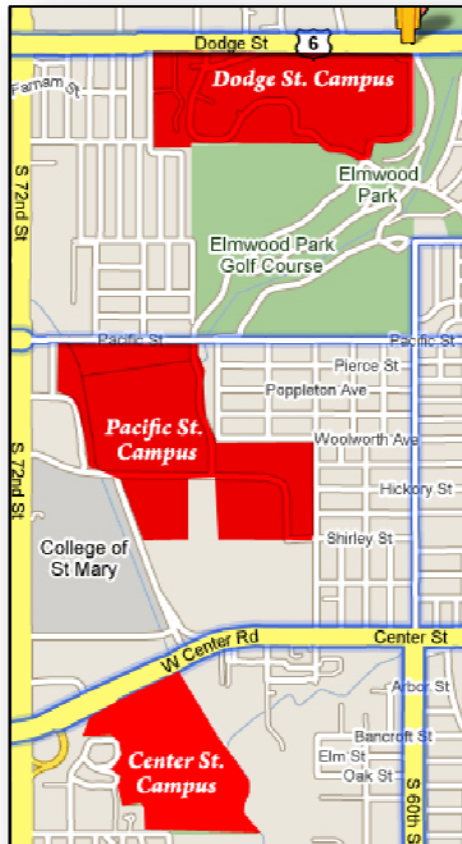 Dodge St
6
Dodge St. Campus
Farnam St
S 72nd St
Elmwood
Park
Elmwood Park
Golf Course
Pacific St
Pacific St
Pierce St
Poppleton Ave
Pacific St.
Campus
Woolworth Ave
S 72nd St
Hickory St
College of
St Mary
Shirley St
W Center Rd
Center St
Arbor St
Bancroft St
Center St.
Campus
Elm St
Oak St
S 60th St